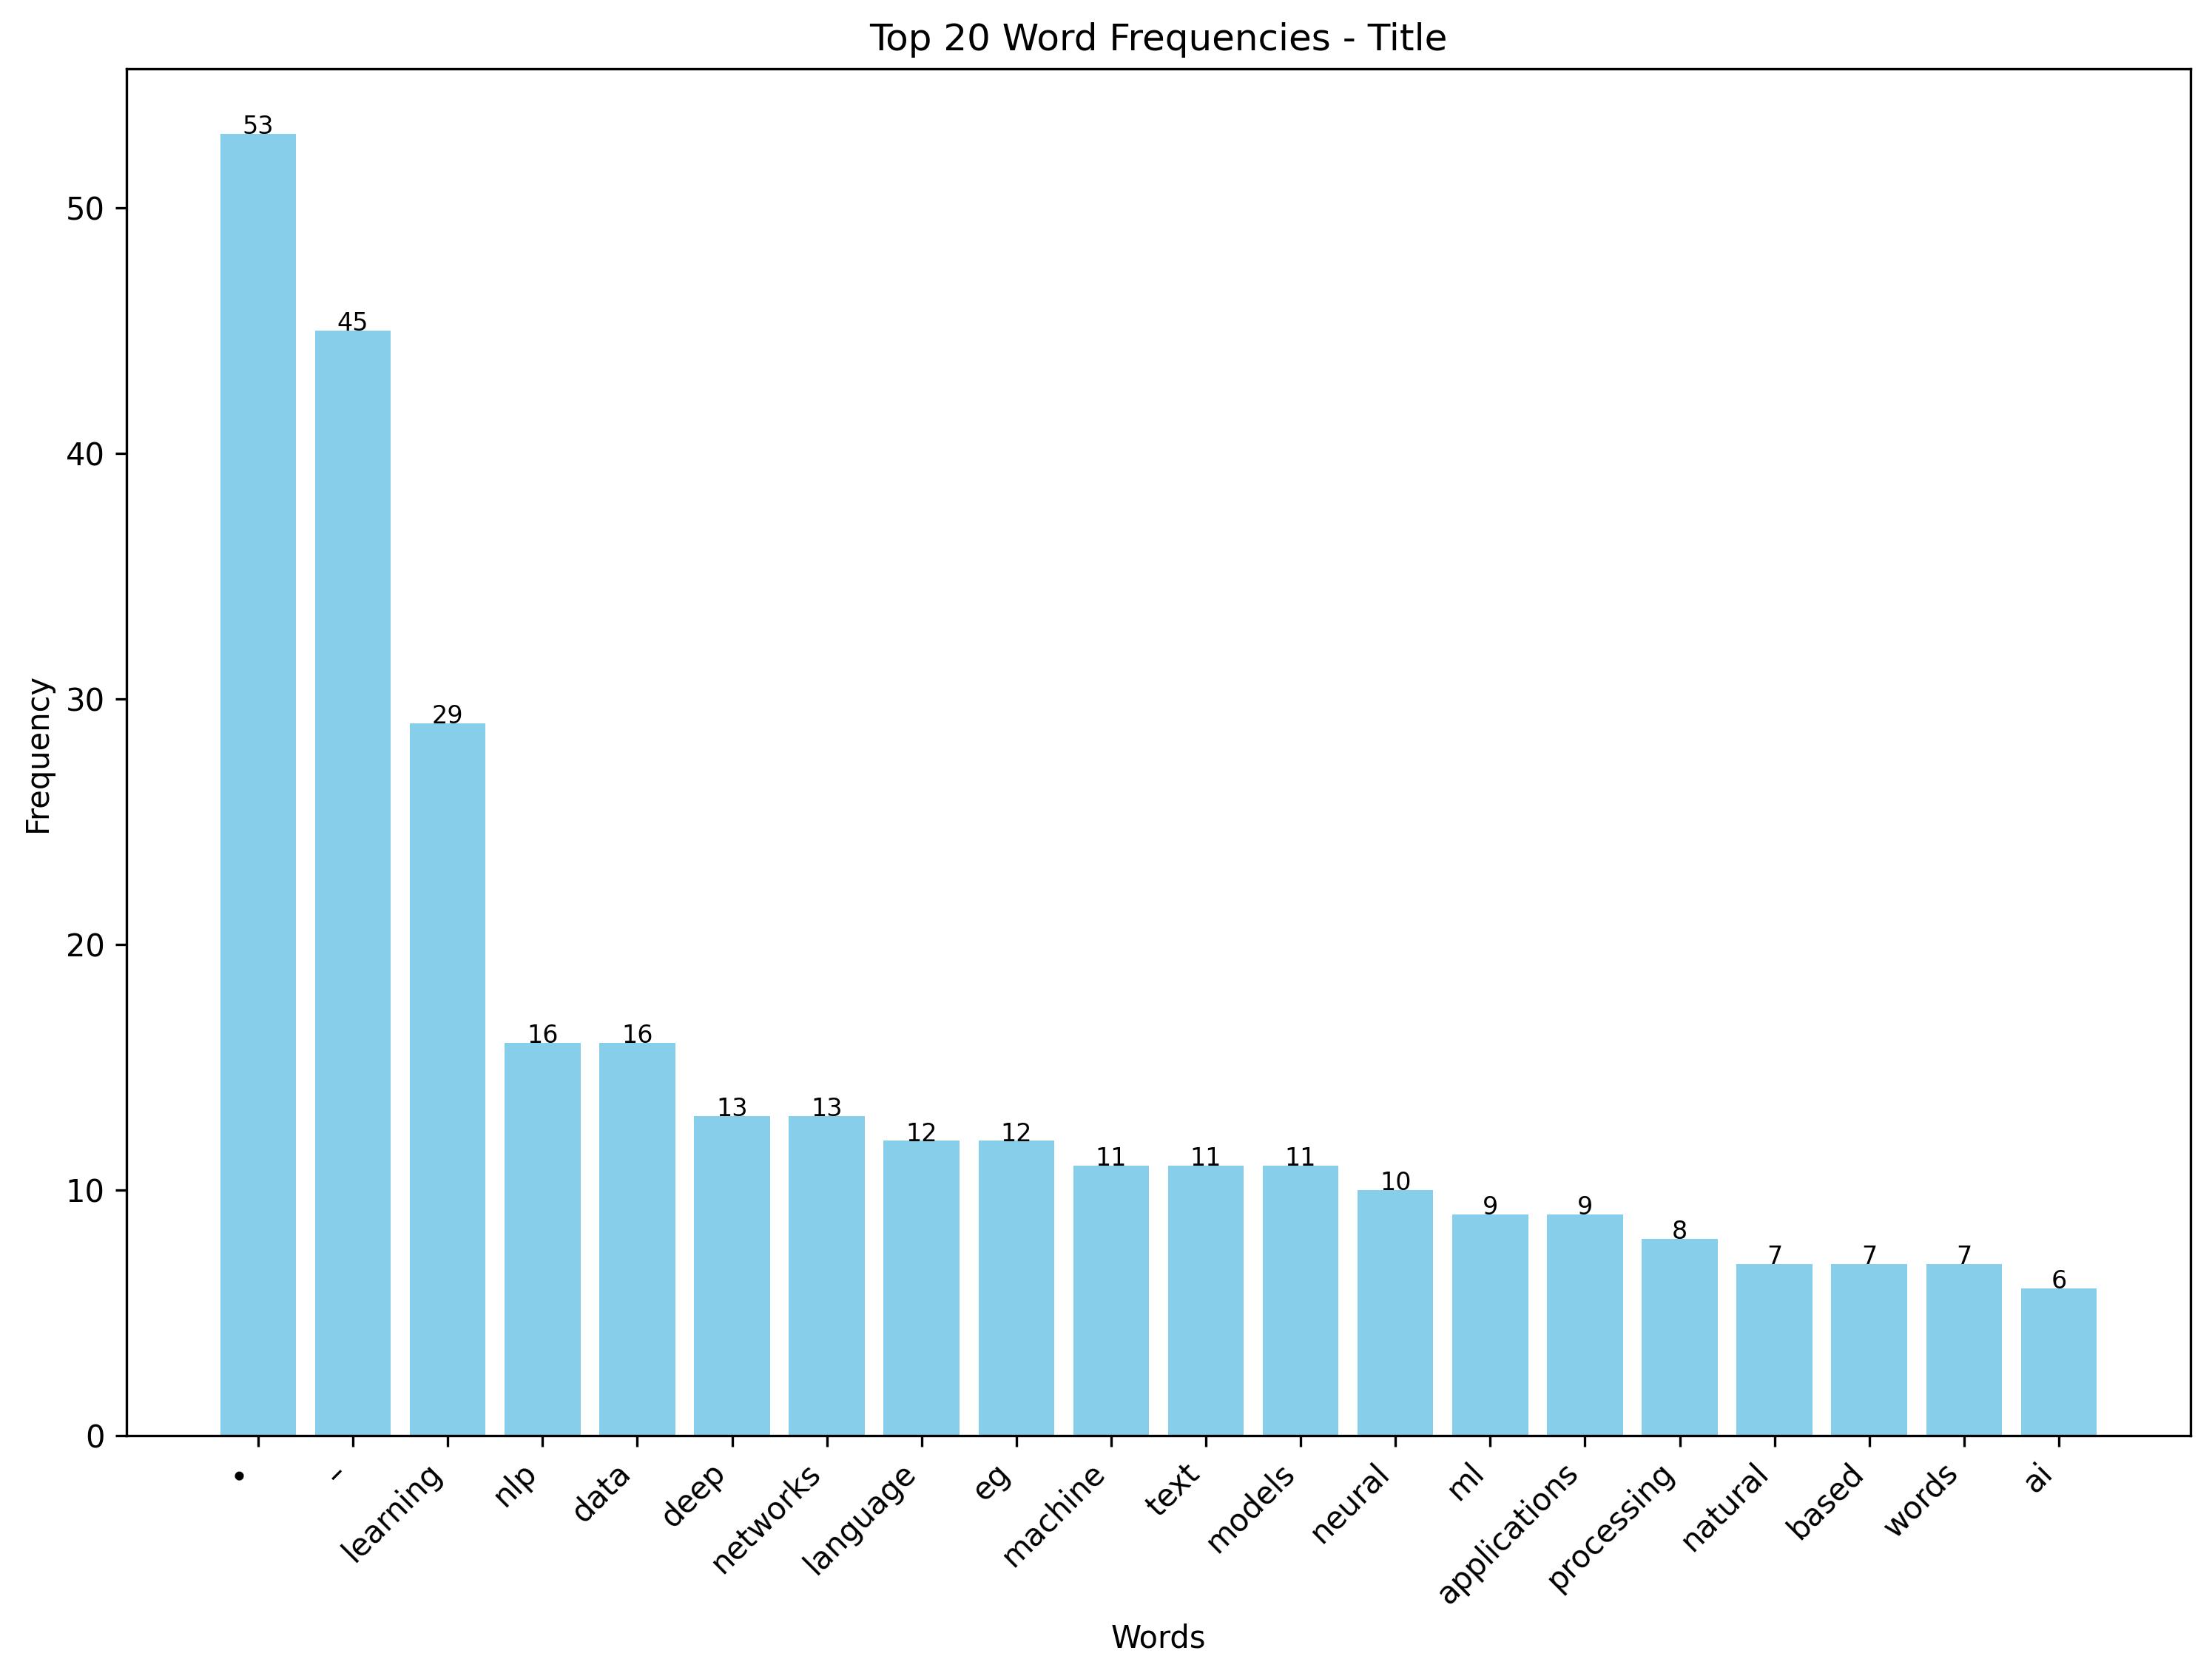 Top 20 Word Frequencies - Title
Frequency
50
40
30
20
10
0
53
45
29
16
16
13
13
12
12
11
11
11
10
9
9
8
7
7
7
6
•
–
learning
nlp
data
deep
networks
language
eg
machine
text
models
neural
ml
applications
processing
natural
based
words
ai
Words